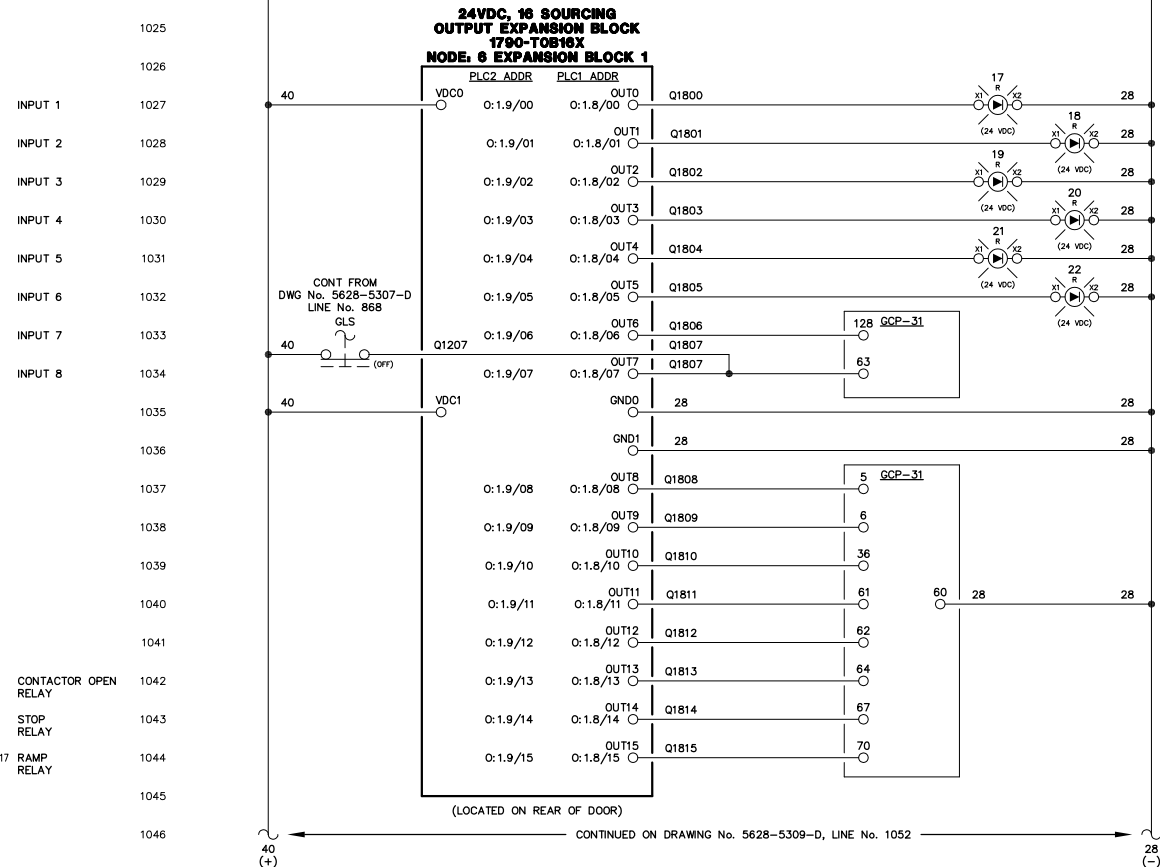 24VDC, 16 SOURCING
OUTPUT EXPANSION BLOCK
1790-T0B16X
NODE: 6 EXPANSION BLOCK 1
1025
1026
PLC2 ADDR PLC1 ADDR
INPUT 1 1027 40 VDC0 O:1.9/00 O:1.8/00 OUT0 Q1800 17 R X1 X2 (24 VDC) 28
INPUT 2 1028 O:1.9/01 O:1.8/01 OUT1 Q1801 18 R X1 X2 (24 VDC) 28
INPUT 3 1029 O:1.9/02 O:1.8/02 OUT2 Q1802 19 R X1 X2 (24 VDC) 28
INPUT 4 1030 O:1.9/03 O:1.8/03 OUT3 Q1803 20 R X1 X2 (24 VDC) 28
INPUT 5 1031 O:1.9/04 O:1.8/04 OUT4 Q1804 21 R X1 X2 (24 VDC) 28
CONT FROM
DWG No. 5628-5307-D
LINE No. 868
GLS
INPUT 6 1032 O:1.9/05 O:1.8/05 OUT5 Q1805 22 R X1 X2 (24 VDC) 28
INPUT 7 1033 O:1.9/06 O:1.8/06 OUT6 Q1806 128 GCP-31
40 (OFF) Q1207 Q1807
INPUT 8 1034 O:1.9/07 O:1.8/07 OUT7 Q1807 63
1035 40 VDC1 GND0 28 28
1036 GND1 28 28
1037 O:1.9/08 O:1.8/08 OUT8 Q1808 5 GCP-31
1038 O:1.9/09 O:1.8/09 OUT9 Q1809 6
1039 O:1.9/10 O:1.8/10 OUT10 Q1810 36
1040 O:1.9/11 O:1.8/11 OUT11 Q1811 61 60 28 28
1041 O:1.9/12 O:1.8/12 OUT12 Q1812 62
CONTACTOR OPEN
RELAY
1042 O:1.9/13 O:1.8/13 OUT13 Q1813 64
STOP
RELAY
1043 O:1.9/14 O:1.8/14 OUT14 Q1814 67
17 RAMP
RELAY
1044 O:1.9/15 O:1.8/15 OUT15 Q1815 70
1045
(LOCATED ON REAR OF DOOR)
1046 CONTINUED ON DRAWING No. 5628-5309-D, LINE No. 1052
40 28
(+) (-)